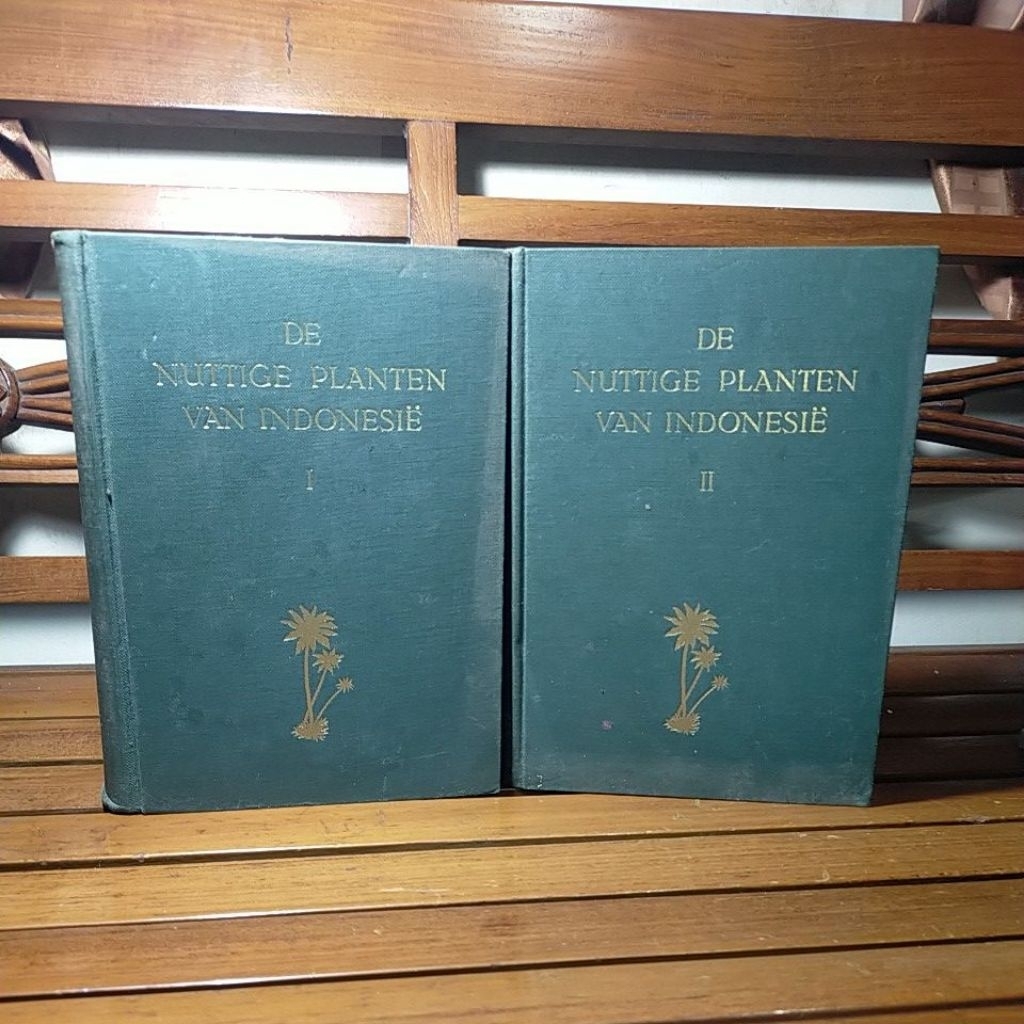 DE
NUTTIGE PLANTEN
VAN INDONESIË
I
DE
NUTTIGE PLANTEN
VAN INDONESIË
II